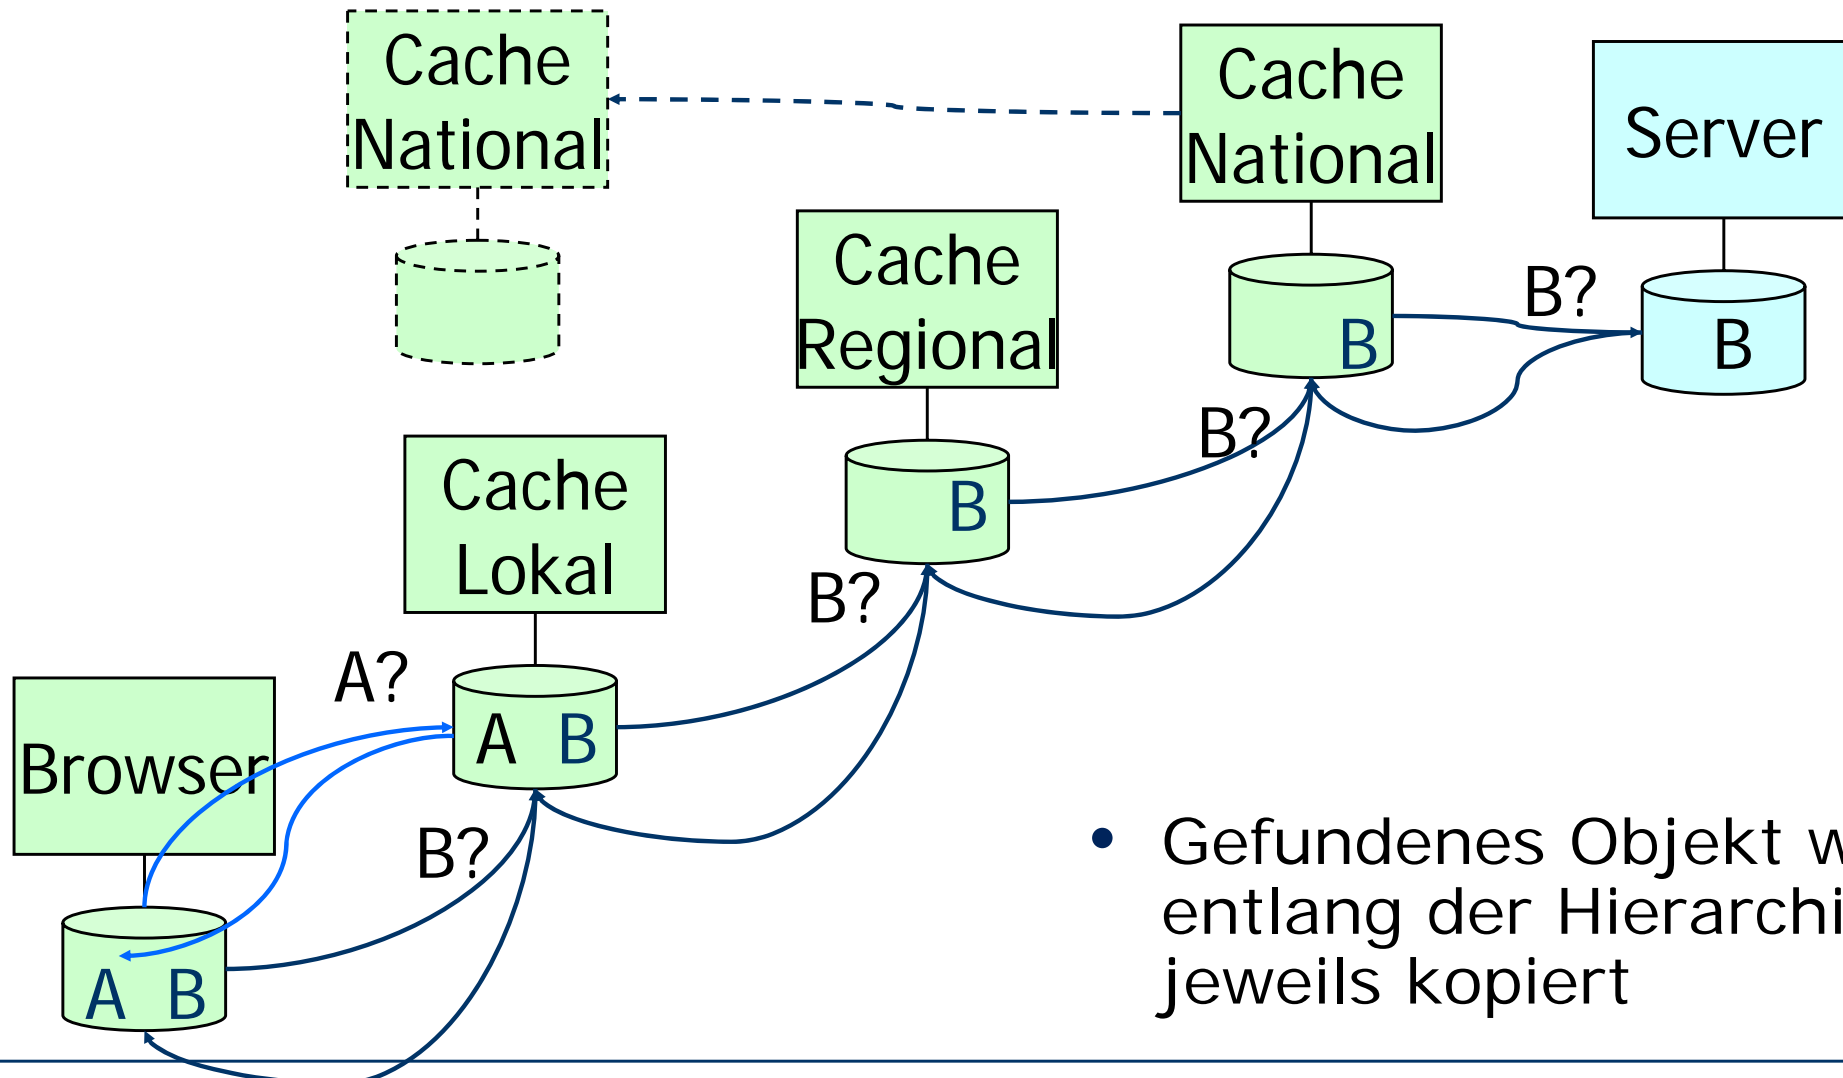 Cache
National
Cache
National
Server
Cache
Regional
B?
B
B
B?
Cache
Lokal
B
B?
A?
A B
Browser
B?
A B
• Gefundenes Objekt w
entlang der Hierarchi
jeweils kopiert